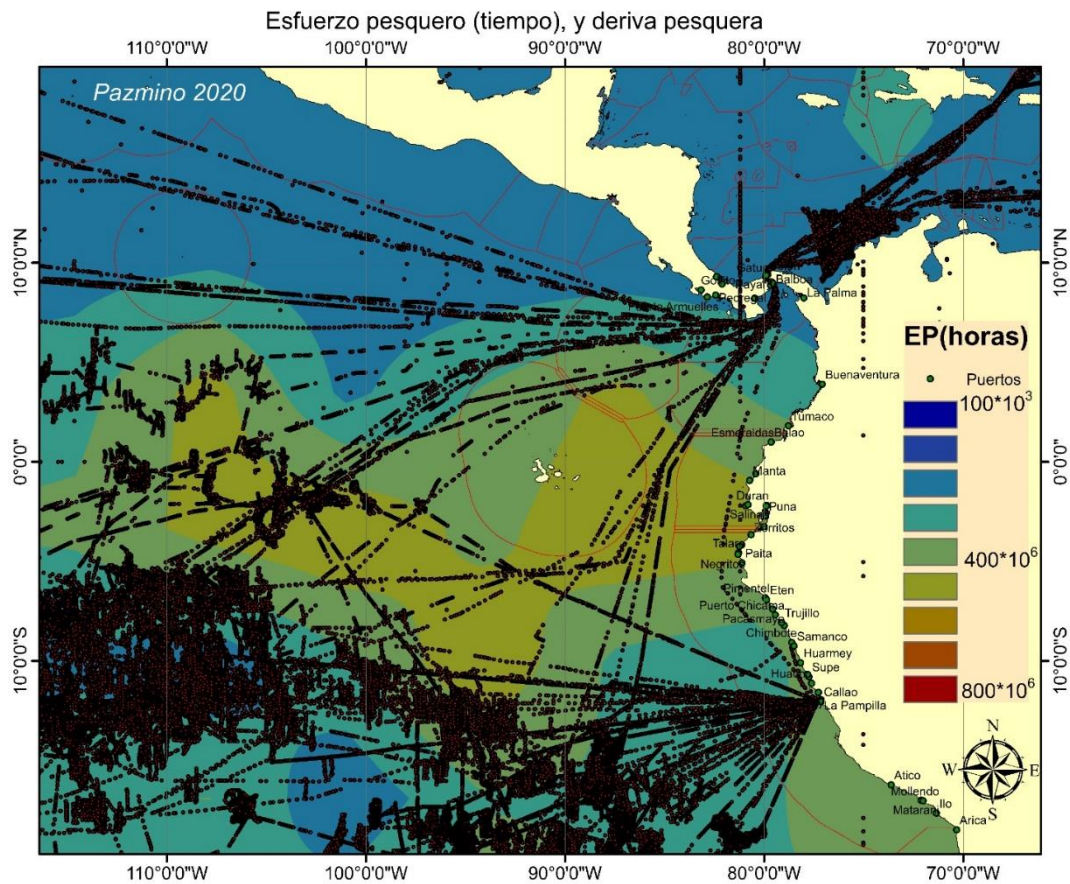 Esfuerzo pesquero (tiempo), y deriva pesquera
110°0'0"W 100°0'0"W 90°0'0"W 80°0'0"W 70°0'0"W
Pazmino 2020
10°0'0"N
10°0'0"N
Balboa
La Palma
Armuelles
EP(horas)
Puertos
100*10³
400*10⁶
800*10⁶
Buenaventura
Tumaco
Esmeraldas
0°0'0"
0°0'0"
Manta
Duran
Puna
Talara
Paita
Pimentel
Eten
Puerto Chicama
Trujillo
Pacasmayo
Chimbote
Samanco
10°0'0"S
10°0'0"S
Huarmey
Supe
Callao
La Pampilla
N
W E
S
Atico
Mollendo
Arica
110°0'0"W 100°0'0"W 90°0'0"W 80°0'0"W 70°0'0"W